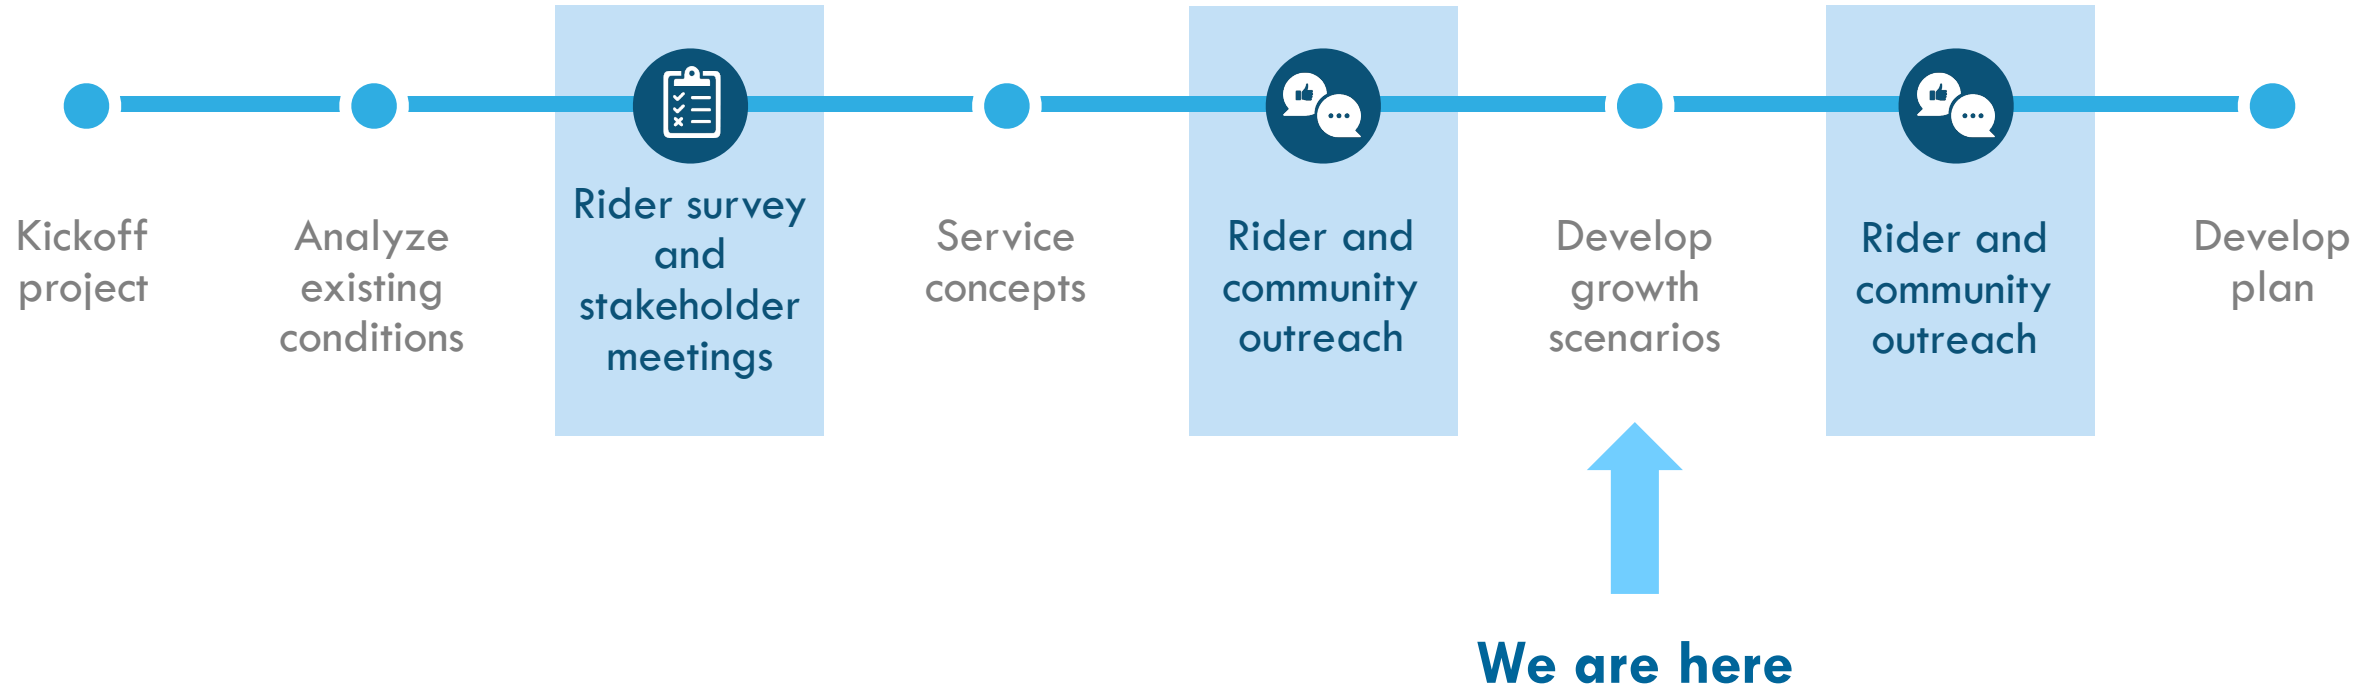 Kickoff
project
Analyze
existing
conditions
Rider survey
and
stakeholder
meetings
Service
concepts
Rider and
community
outreach
Develop
growth
scenarios
Rider and
community
outreach
Develop
plan
We are here